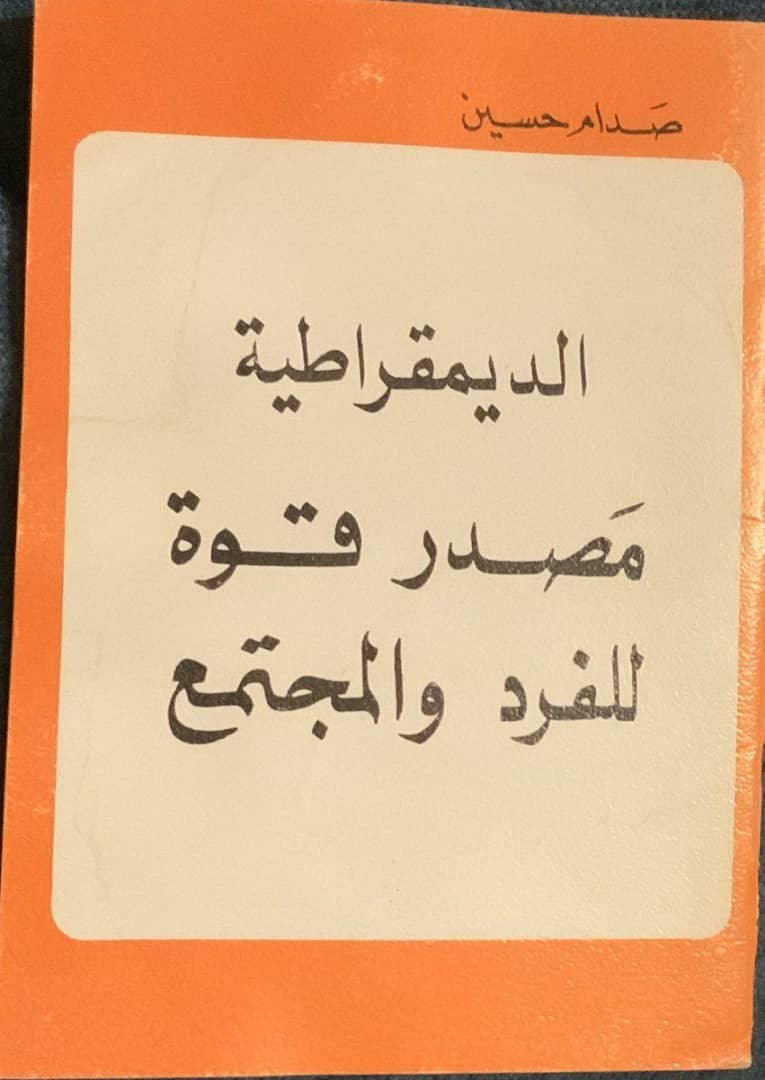 صدام حسين
الديمقراطية
مَصدر قوة
للفرد والمجتمع